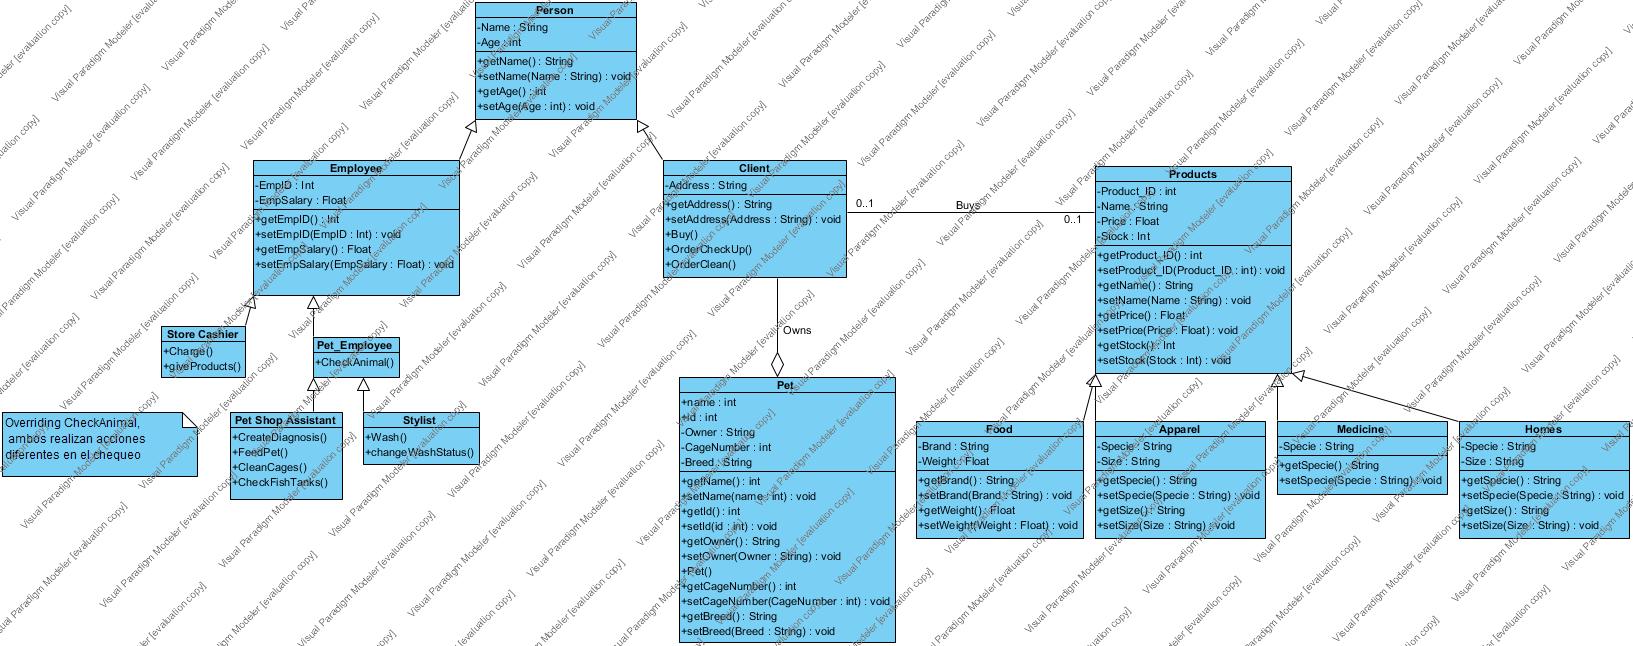 Person
-Name : String
-Age : int
+getName() : String
+setName(Name : String) : void
+getAge() : int
+setAge(Age : int) : void
Employee
-EmpID : Int
-EmpSalary : Float
+getEmpID() : Int
+setEmpID(EmpID : Int) : void
+getEmpSalary() : Float
+setEmpSalary(EmpSalary : Float) : void
Client
-Address : String
+getAddress() : String
+setAddress(Address : String) : void
+Buy()
+OrderCheckUp()
+OrderClean()
0..1
Buys
0..1
Products
-Product_ID : int
-Name : String
-Price : Float
-Stock : Int
+getProduct_ID() : int
+setProduct_ID(Product_ID : int) : void
+getName() : String
+setName(Name : String) : void
+getPrice() : Float
+setPrice(Price : Float) : void
+getStock() : Int
+setStock(Stock : Int) : void
Store Cashier
+Charge()
+giveProducts()
Pet_Employee
+CheckAnimal()
Owns
Overriding CheckAnimal,
ambos realizan acciones
diferentes en el chequeo
Pet Shop Assistant
+CreateDiagnosis()
+FeedPet()
+CleanCages()
+CheckFishTanks()
Stylist
+Wash()
+changeWashStatus()
Pet
+name : int
+id : int
-Owner : String
-CageNumber : int
-Breed : String
+getName() : int
+setName(name : int) : void
+getId() : int
+setId(id : int) : void
+getOwner() : String
+setOwner(Owner : String) : void
+Pet()
+getCageNumber() : int
+setCageNumber(CageNumber : int) : void
+getBreed() : String
+setBreed(Breed : String) : void
Food
-Brand : String
-Weight : Float
+getBrand() : String
+setBrand(Brand : String) : void
+getWeight() : Float
+setWeight(Weight : Float) : void
Apparel
-Specie : String
-Size : String
+getSpecie() : String
+setSpecie(Specie : String) : void
+getSize() : String
+setSize(Size : String) : void
Medicine
-Specie : String
+getSpecie() : String
+setSpecie(Specie : String) : void
Homes
-Specie : String
-Size : String
+getSpecie() : String
+setSpecie(Specie : String) : void
+getSize() : String
+setSize(Size : String) : void
Visual Paradigm Modeler [evaluation copy]